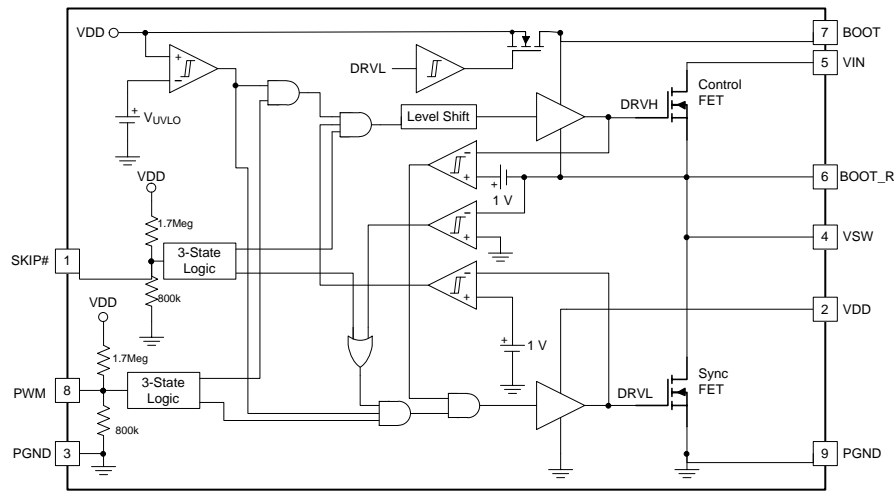 VDD
7
BOOT
5
VIN
DRVL
+
−
Control
FET
DRVH
+
VUVLO
Level Shift
VDD
−
+
+
1 V
6
BOOT_R
1.7Meg
−
+
SKIP#
1
3-State
Logic
4
VSW
800k
−
+
VDD
2
VDD
1.7Meg
+
1 V
3-State
Logic
PWM
8
Sync
FET
DRVL
800k
PGND
3
9
PGND